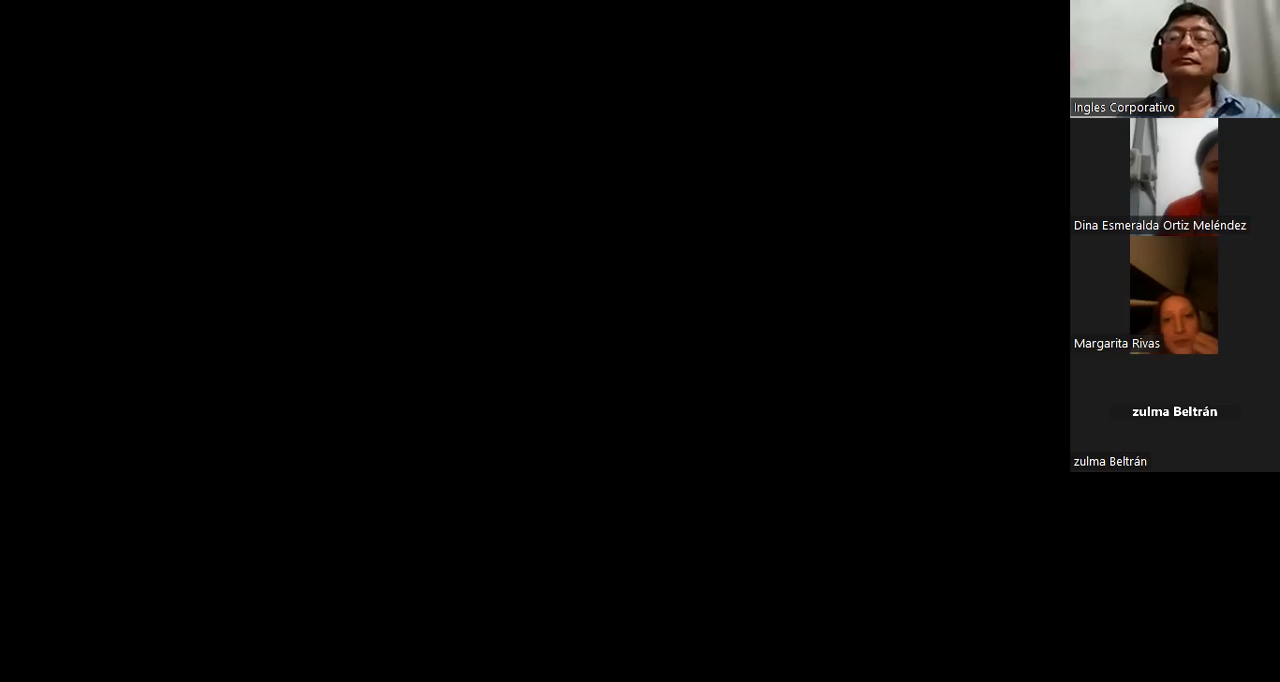 Ingles Corporativo
Dina Esmeralda Ortiz Meléndez
Margarita Rivas
zulma Beltrán
zulma Beltrán